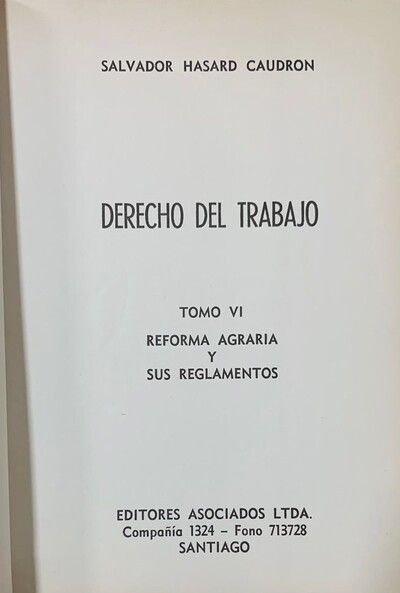 SALVADOR HASARD CAUDRON
DERECHO DEL TRABAJO
TOMO VI
REFORMA AGRARIA
Y
SUS REGLAMENTOS
EDITORES ASOCIADOS LTDA.
Compañía 1324 – Fono 713728
SANTIAGO